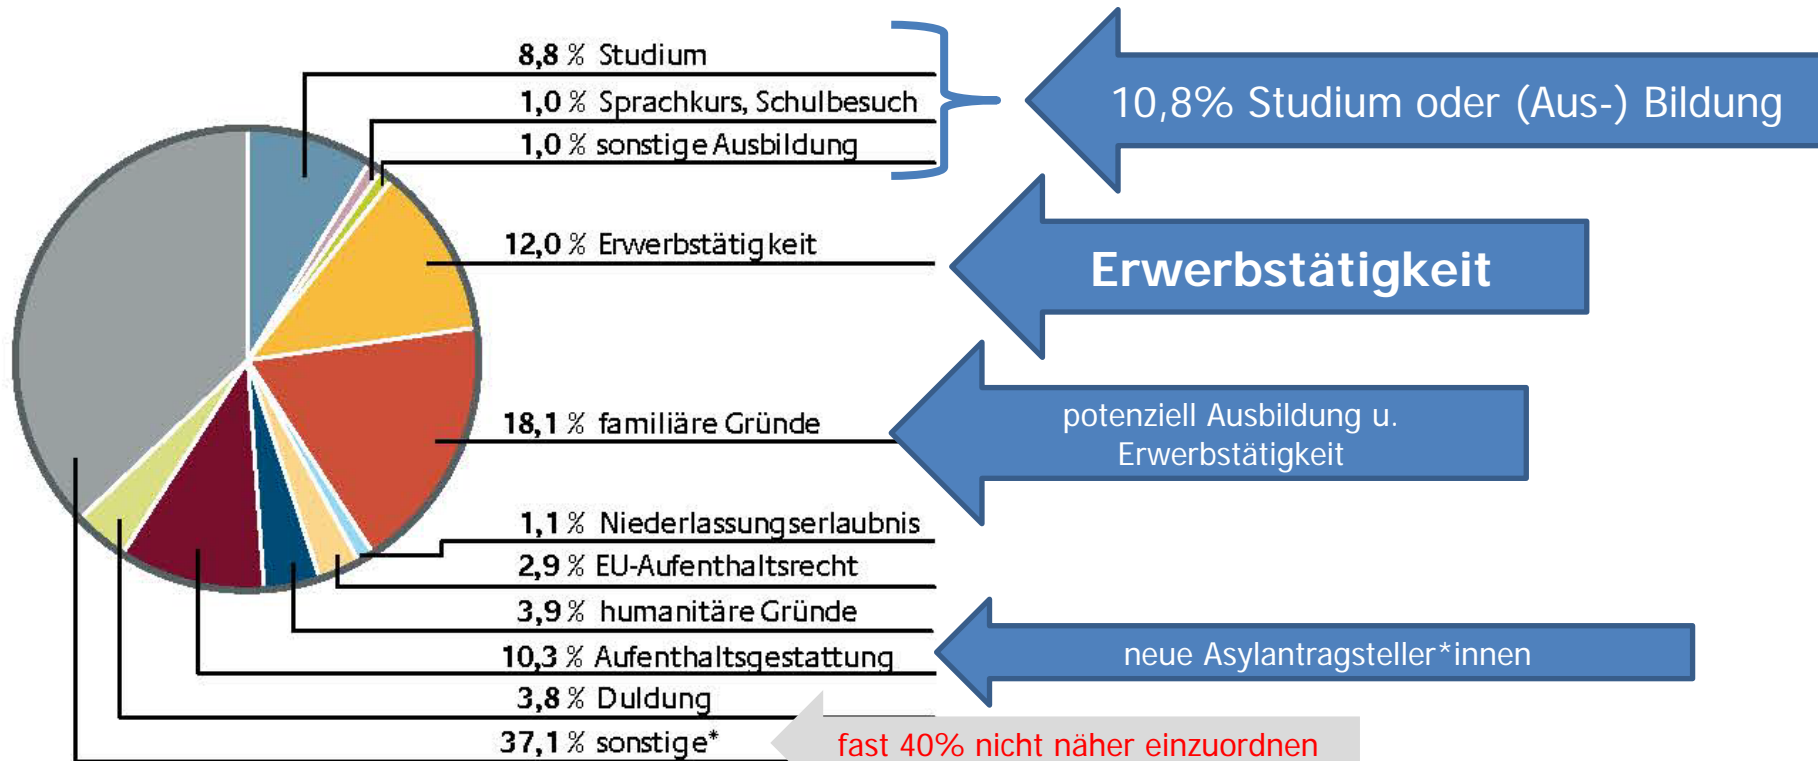 8,8 % Studium
1,0 % Sprachkurs, Schulbesuch
1,0 % sonstige Ausbildung
10,8% Studium oder (Aus-) Bildung
12,0 % Erwerbstätigkeit
Erwerbstätigkeit
18,1 % familiäre Gründe
potenziell Ausbildung u.
Erwerbstätigkeit
1,1 % Niederlassungserlaubnis
2,9 % EU-Aufenthaltsrecht
3,9 % humanitäre Gründe
10,3 % Aufenthaltsgestattung
neue Asylantragsteller*innen
3,8 % Duldung
37,1 % sonstige*
fast 40% nicht näher einzuordnen